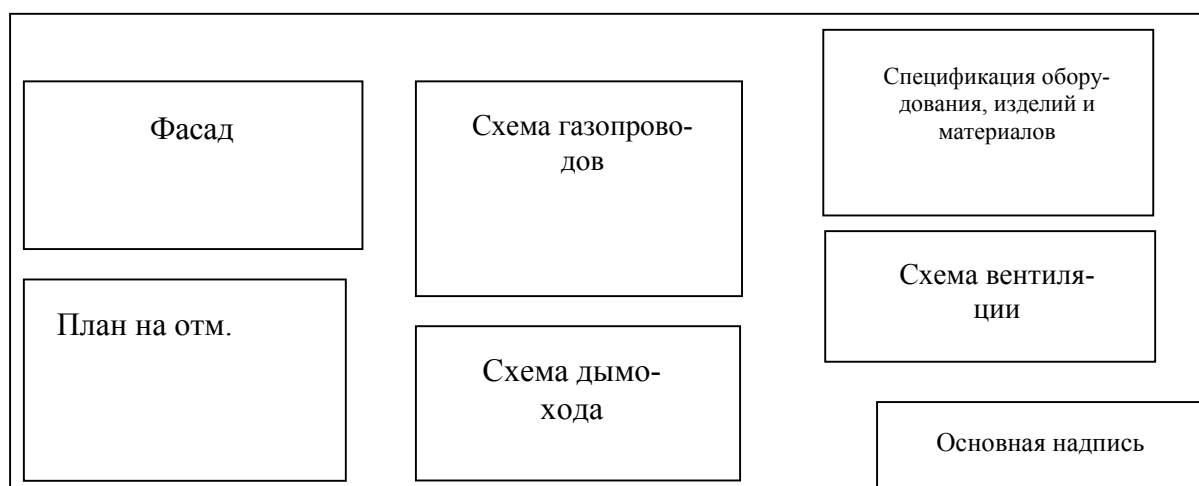 Фасад
План на отм.
Схема газопрово-
дов
Схема дымо-
хода
Спецификация обору-
дования, изделий и
материалов
Схема вентиля-
ции
Основная надпись